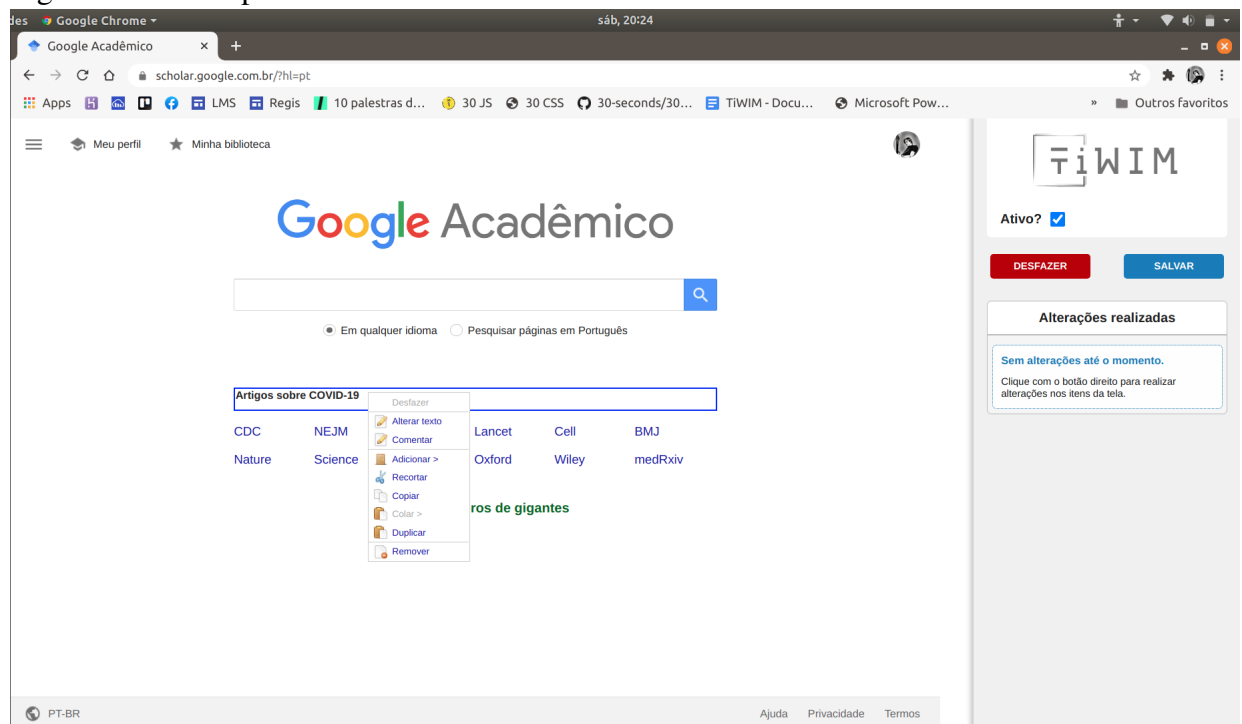 des Google Chrome sáb, 20:24
Google Acadêmico
scholar.google.com.br/?hl=pt
Apps LMS Regis 10 palestras d... 30 JS 30 CSS 30-seconds/30... TiWIM - Docu... Microsoft Pow... » Outros favoritos
Meu perfil Minha biblioteca
TiWIM
Google Acadêmico
Ativo?
DESFAZER SALVAR
Em qualquer idioma Pesquisar páginas em Português
Alterações realizadas
Sem alterações até o momento.
Clique com o botão direito para realizar
alterações nos itens da tela.
Artigos sobre COVID-19
Desfazer
Alterar texto
Comentar
Adicionar >
Recortar
Copiar
Colar >
Duplicar
Remover
CDC NEJM Lancet Cell BMJ
Nature Science Oxford Wiley medRxiv
ros de gigantes
PT-BR Ajuda Privacidade Termos